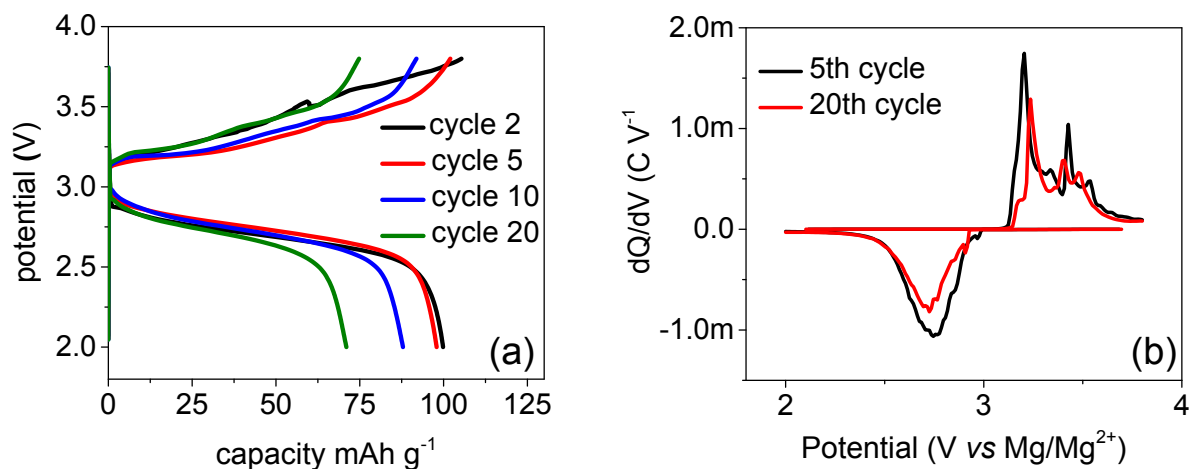 4.0
3.5
3.0
2.5
2.0
potential (V)
cycle 2
cycle 5
cycle 10
cycle 20
(a)
0 25 50 75 100 125
capacity mAh g⁻¹
2.0m
1.0m
0.0
-1.0m
dQ/dV (C V⁻¹)
5th cycle
20th cycle
(b)
2 3 4
Potential (V vs Mg/Mg²⁺)